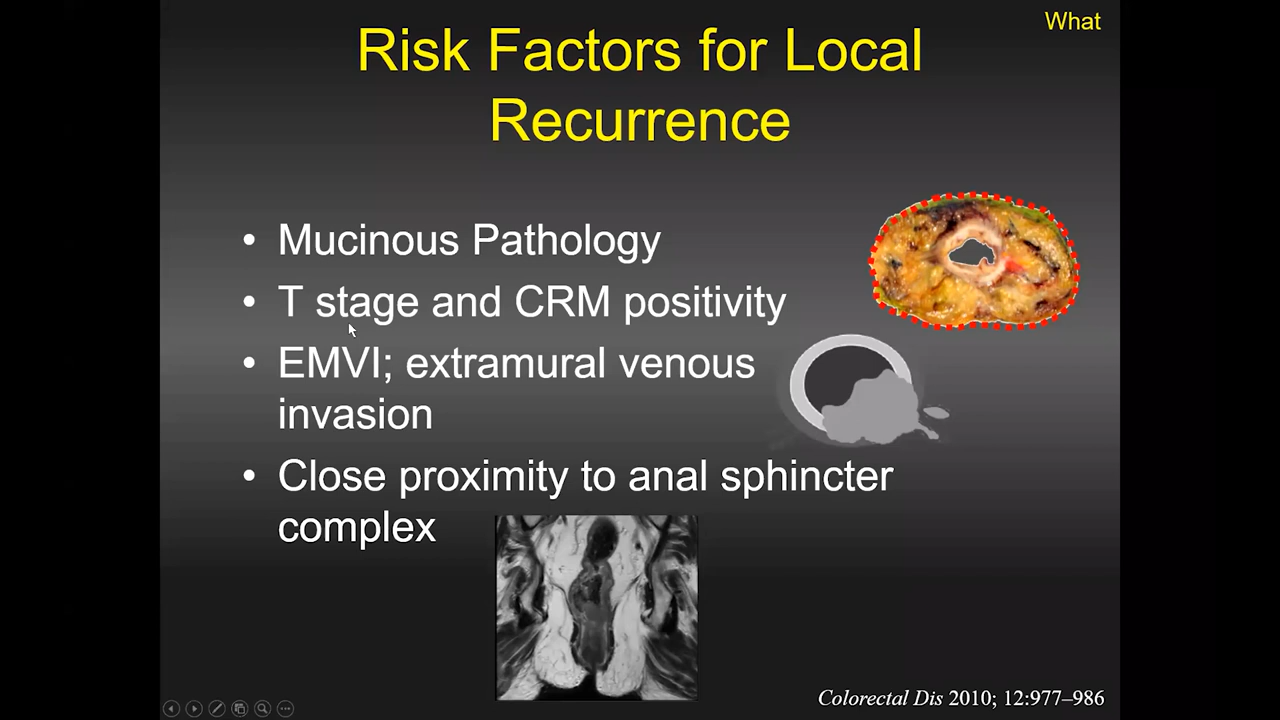 What
Risk Factors for Local
Recurrence
• Mucinous Pathology
• T stage and CRM positivity
• EMVI; extramural venous
invasion
• Close proximity to anal sphincter
complex
Colorectal Dis 2010; 12:977–986